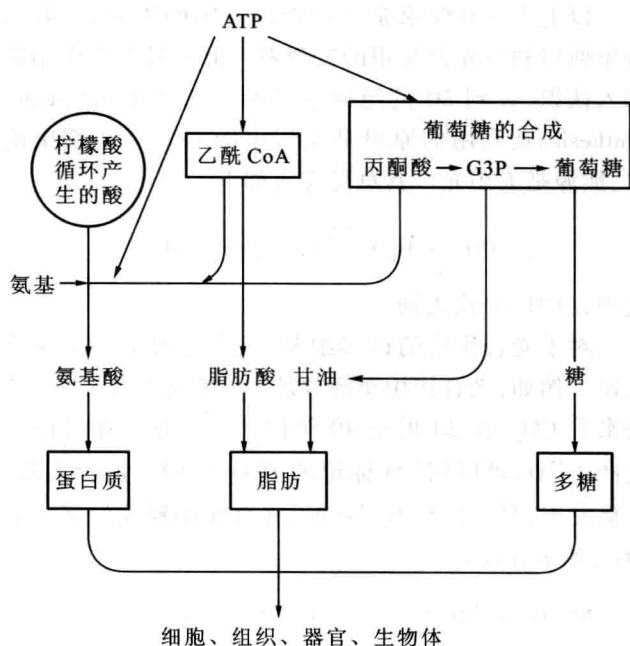 ATP
柠檬酸
循环产
生的酸
乙酰 CoA
葡萄糖的合成
丙酮酸 G3P 葡萄糖
氨基
氨基酸 脂肪酸 甘油 糖
蛋白质 脂肪 多糖
细胞、组织、器官、生物体